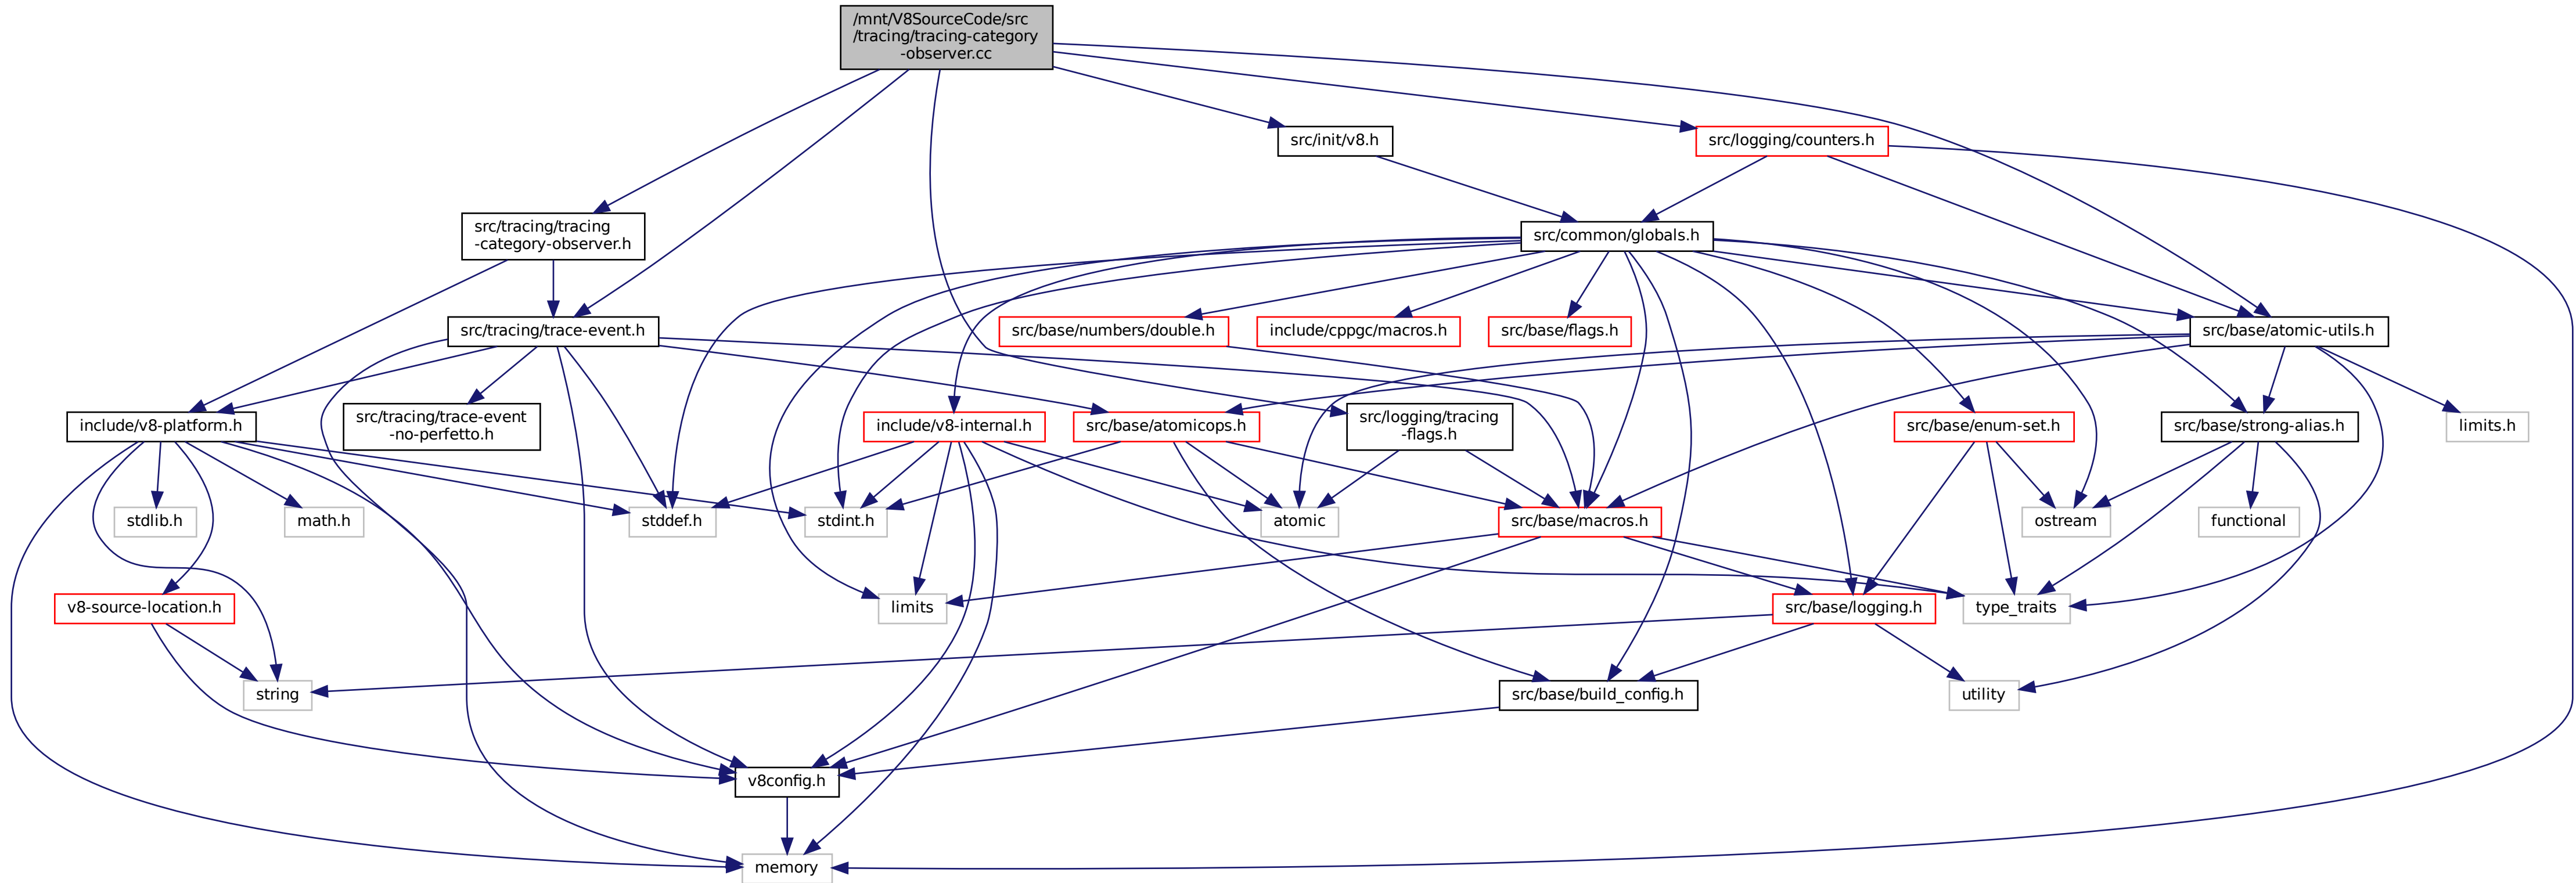 /mnt/V8SourceCode/src
/tracing/tracing-category
-observer.cc
src/init/v8.h
src/logging/counters.h
src/tracing/tracing
-category-observer.h
src/common/globals.h
src/tracing/trace-event.h
src/base/numbers/double.h
include/cppgc/macros.h
src/base/flags.h
src/base/atomic-utils.h
include/v8-platform.h
src/tracing/trace-event
-no-perfetto.h
include/v8-internal.h
src/base/atomicops.h
src/logging/tracing
-flags.h
src/base/enum-set.h
src/base/strong-alias.h
limits.h
stdlib.h
math.h
stddef.h
stdint.h
atomic
src/base/macros.h
ostream
functional
v8-source-location.h
limits
src/base/logging.h
type_traits
string
src/base/build_config.h
utility
v8config.h
memory